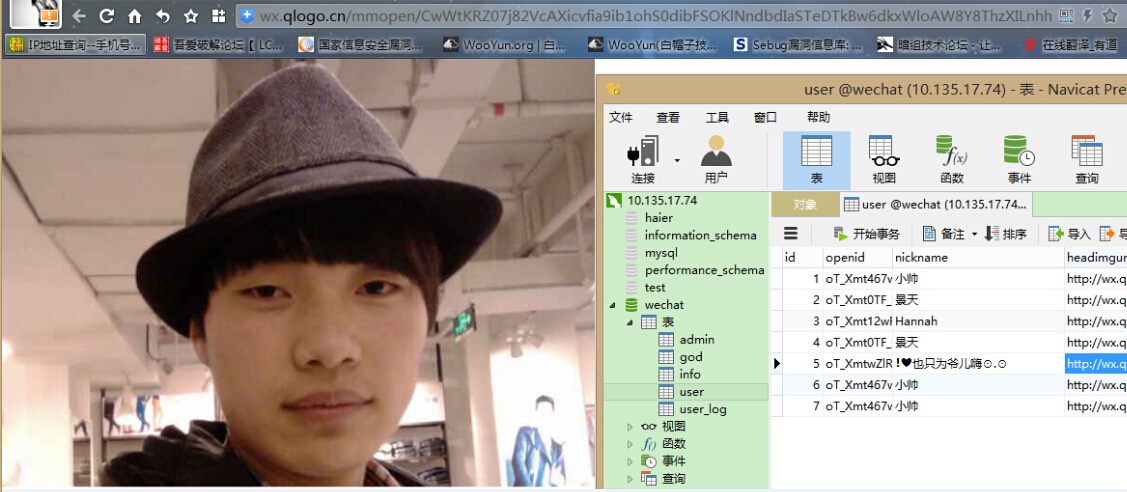 wx.qlogo.cn/mmopen/CwWtKRZ07j82VcAXicvfia9ib1ohS0dbFSOKlNndbdIaSTeDTkBw6dkxWoAW8Y8ThzXILnhh
IP地址查询--手机号...
吾爱破解论坛【LC...
国家信息安全漏洞...
WooYun.org | 白...
WooYun(白帽子技...
Sebug漏洞信息库: ...
暗组技术论坛 - 让...
在线翻译_有道
user @wechat (10.135.17.74) - 表 - Navicat Pre
文件 查看 工具 窗口 帮助
连接 用户 表 视图 函数 事件 查询
f(x)
10.135.17.74
haier
information_schema
mysql
performance_schema
test
wechat
表
admin
god
info
user
user_log
视图
函数
事件
查询
对象 user @wechat (10.135.17.74...
开始事务 备注 排序 导入 导
id openid nickname headimgur
1 oT_Xmt467v 小帅 http://wx.q
2 oT_Xmt0TF_ 景天 http://wx.q
3 oT_Xmt12wl Hannah http://wx.q
4 oT_Xmt0TF_ 景天 http://wx.q
5 oT_XmtwZlR !♥也只为爷儿嗨⊙.⊙ http://wx.q
6 oT_Xmt467v 小帅 http://wx.q
7 oT_Xmt467v 小帅 http://wx.q